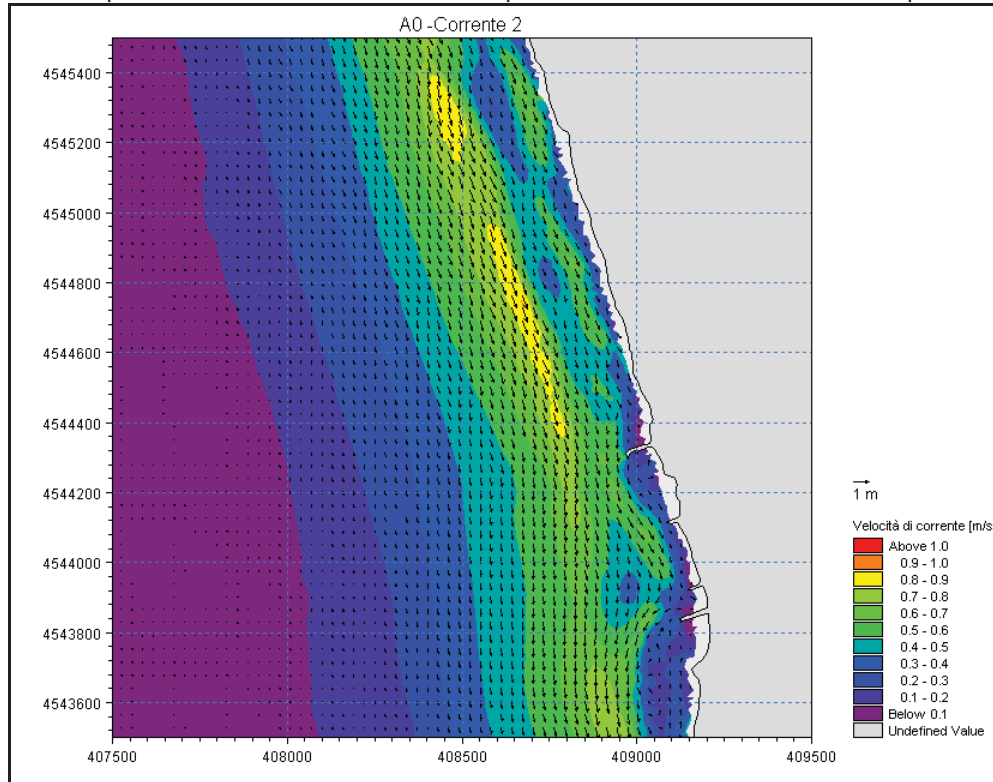 A0 -Corrente 2
4545400
4545200
4545000
4544800
4544600
4544400
4544200
4544000
4543800
4543600
407500 408000 408500 409000 409500
1 m
Velocità di corrente [m/s
Above 1.0
0.9 - 1.0
0.8 - 0.9
0.7 - 0.8
0.6 - 0.7
0.5 - 0.6
0.4 - 0.5
0.3 - 0.4
0.2 - 0.3
0.1 - 0.2
Below 0.1
Undefined Value